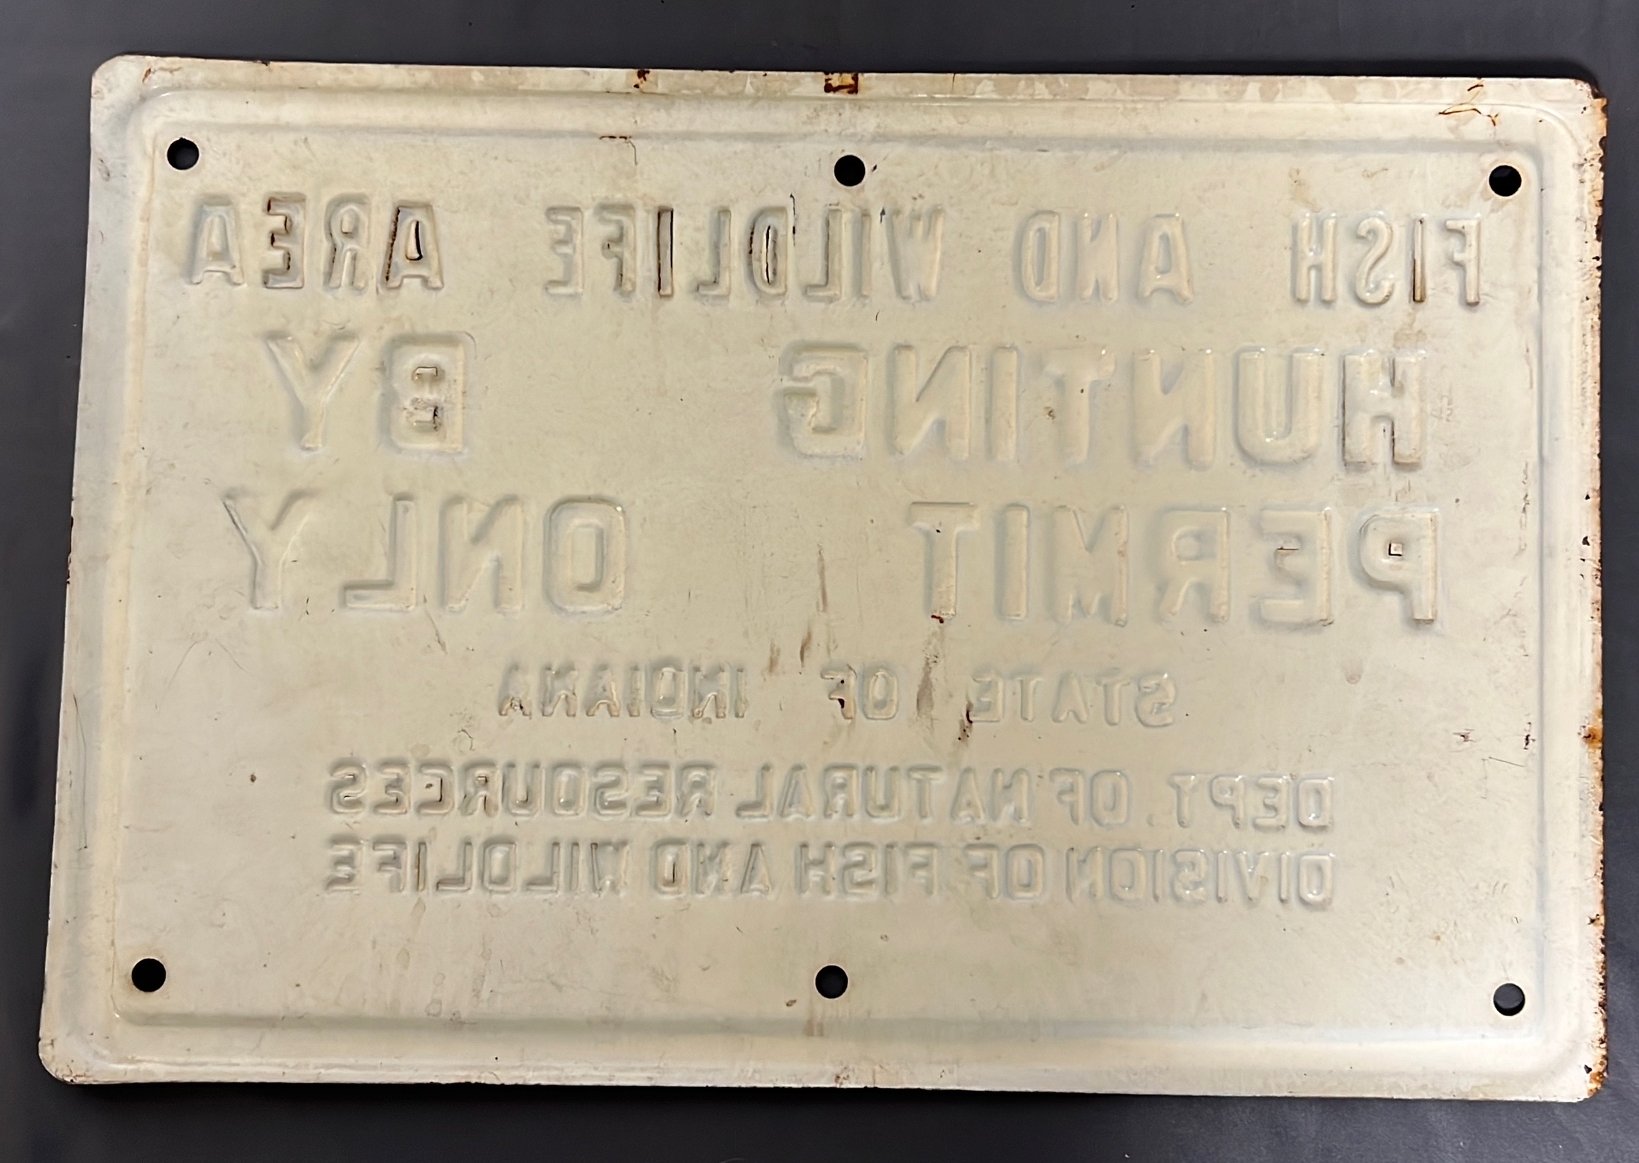 FISH AND WILDLIFE AREA
HUNTING BY
PERMIT ONLY
STATE OF INDIANA
DEPT. OF NATURAL RESOURCES
DIVISION OF FISH AND WILDLIFE